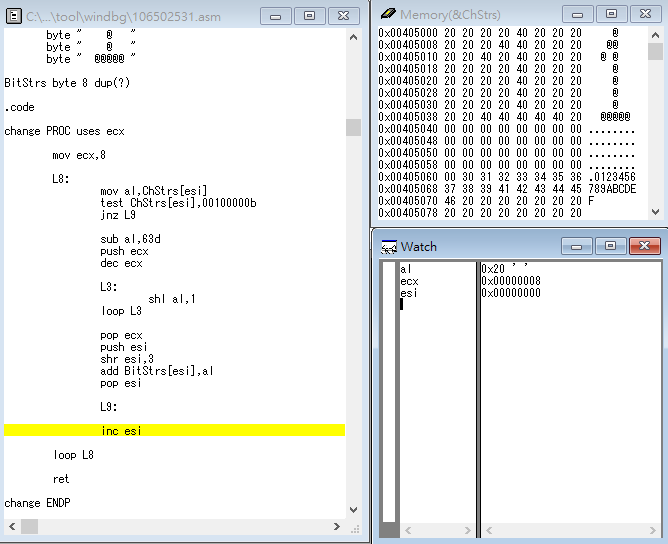 C:\...\tool\windbg\106502531.asm
byte "    @   "
byte "    @   "
byte "  @@@@@ "
BitStrs byte 8 dup(?)
.code
change PROC uses ecx
mov ecx,8
L8:
mov al,ChStrs[esi]
test ChStrs[esi],00100000b
jnz L9
sub al,63d
push ecx
dec ecx
L3:
shl al,1
loop L3
pop ecx
push esi
shr esi,3
add BitStrs[esi],al
pop esi
L9:
inc esi
loop L8
ret
change ENDP
Memory(&ChStrs)
0x00405000 20 20 20 20 40 20 20 20     @
0x00405008 20 20 20 40 40 20 20 20    @@
0x00405010 20 20 40 20 40 20 20 20   @ @
0x00405018 20 20 20 20 40 20 20 20     @
0x00405020 20 20 20 20 40 20 20 20     @
0x00405028 20 20 20 20 40 20 20 20     @
0x00405030 20 20 20 20 40 20 20 20     @
0x00405038 20 20 40 40 40 40 40 20   @@@@@
0x00405040 00 00 00 00 00 00 00 00 ........
0x00405048 00 00 00 00 00 00 00 00 ........
0x00405050 00 00 00 00 00 00 00 00 ........
0x00405058 00 00 00 00 00 00 00 00 ........
0x00405060 00 30 31 32 33 34 35 36 .0123456
0x00405068 37 38 39 41 42 43 44 45 789ABCDE
0x00405070 46 20 20 20 20 20 20 20 F
0x00405078 20 20 20 20 20 20 20 20
Watch
al 0x20 ' '
ecx 0x00000008
esi 0x00000000